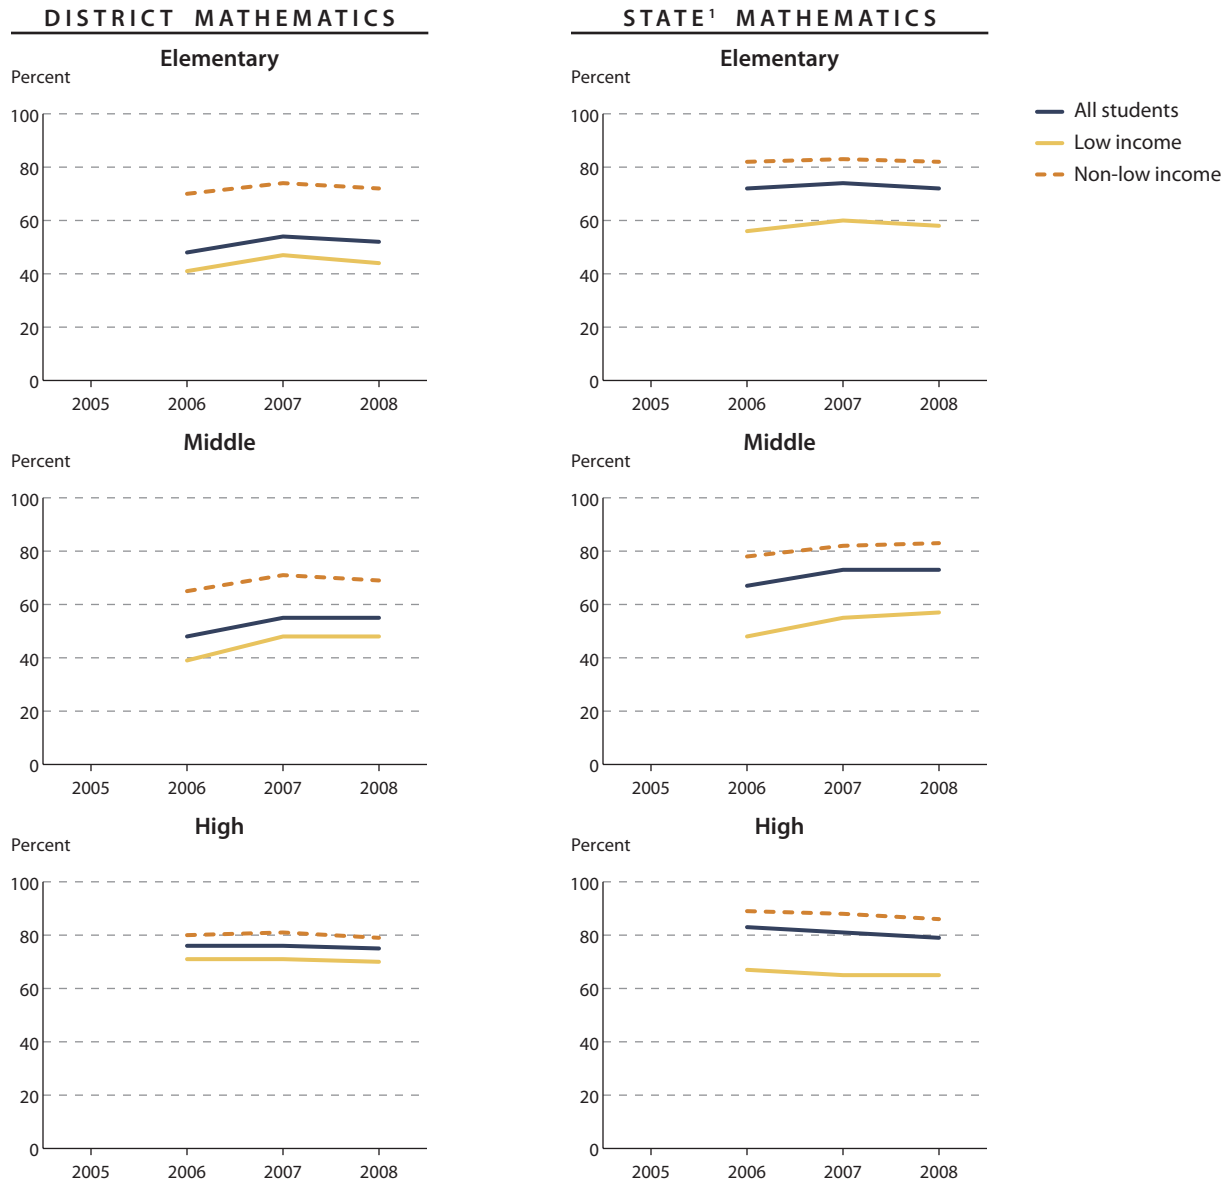 DISTRICT MATHEMATICS
Elementary
Percent
100
80
60
40
20
0
2005 2006 2007 2008
Middle
Percent
100
80
60
40
20
0
2005 2006 2007 2008
High
Percent
100
80
60
40
20
0
2005 2006 2007 2008
STATE¹ MATHEMATICS
Elementary
Percent
100
80
60
40
20
0
2005 2006 2007 2008
Middle
Percent
100
80
60
40
20
0
2005 2006 2007 2008
High
Percent
100
80
60
40
20
0
2005 2006 2007 2008
All students
Low income
Non-low income